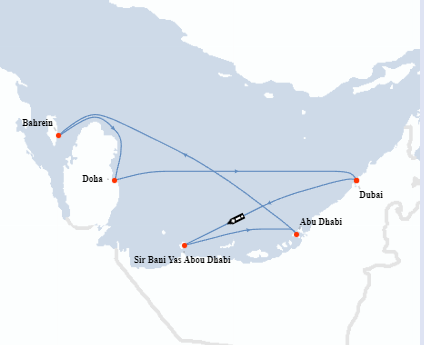 Bahrein
Doha
Dubai
Abu Dhabi
Sir Bani Yas Abou Dhabi